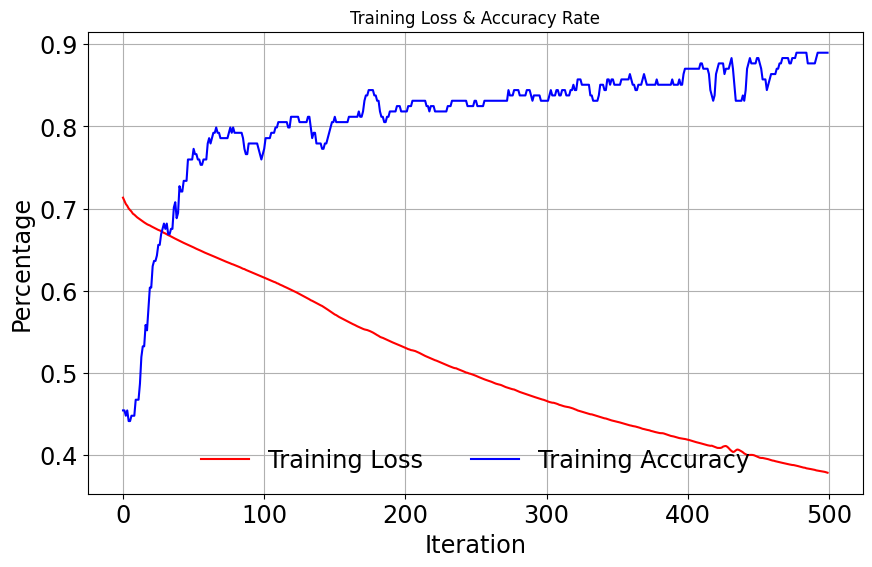 Training Loss & Accuracy Rate
Percentage
0.9
0.8
0.7
0.6
0.5
0.4
Training Loss Training Accuracy
0 100 200 300 400 500
Iteration